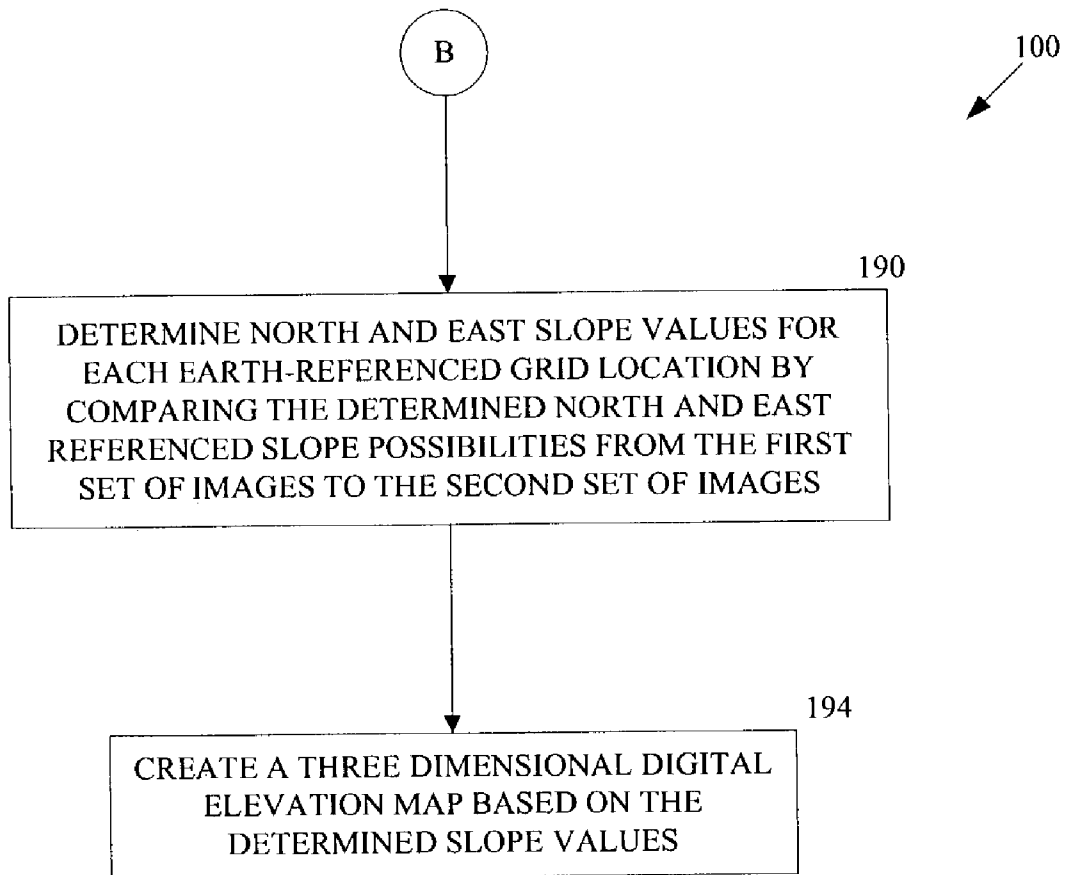 B
100
190
DETERMINE NORTH AND EAST SLOPE VALUES FOR
EACH EARTH-REFERENCED GRID LOCATION BY
COMPARING THE DETERMINED NORTH AND EAST
REFERENCED SLOPE POSSIBILITIES FROM THE FIRST
SET OF IMAGES TO THE SECOND SET OF IMAGES
194
CREATE A THREE DIMENSIONAL DIGITAL
ELEVATION MAP BASED ON THE
DETERMINED SLOPE VALUES